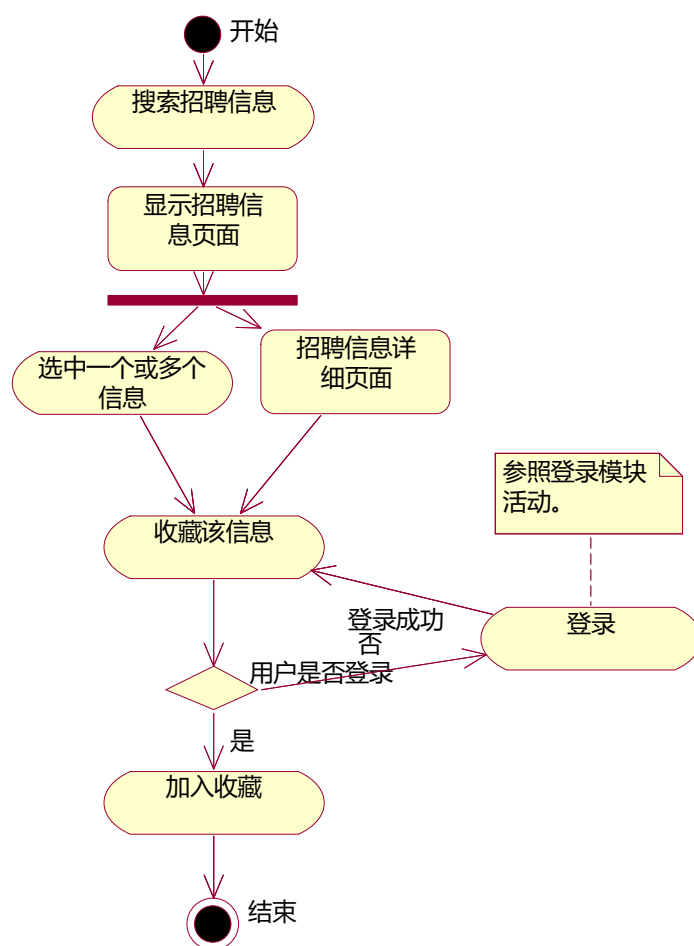 开始
搜索招聘信息
显示招聘信
息页面
选中一个或多个
信息
招聘信息详
细页面
参照登录模块
活动。
收藏该信息
登录成功
否
登录
用户是否登录
是
加入收藏
结束